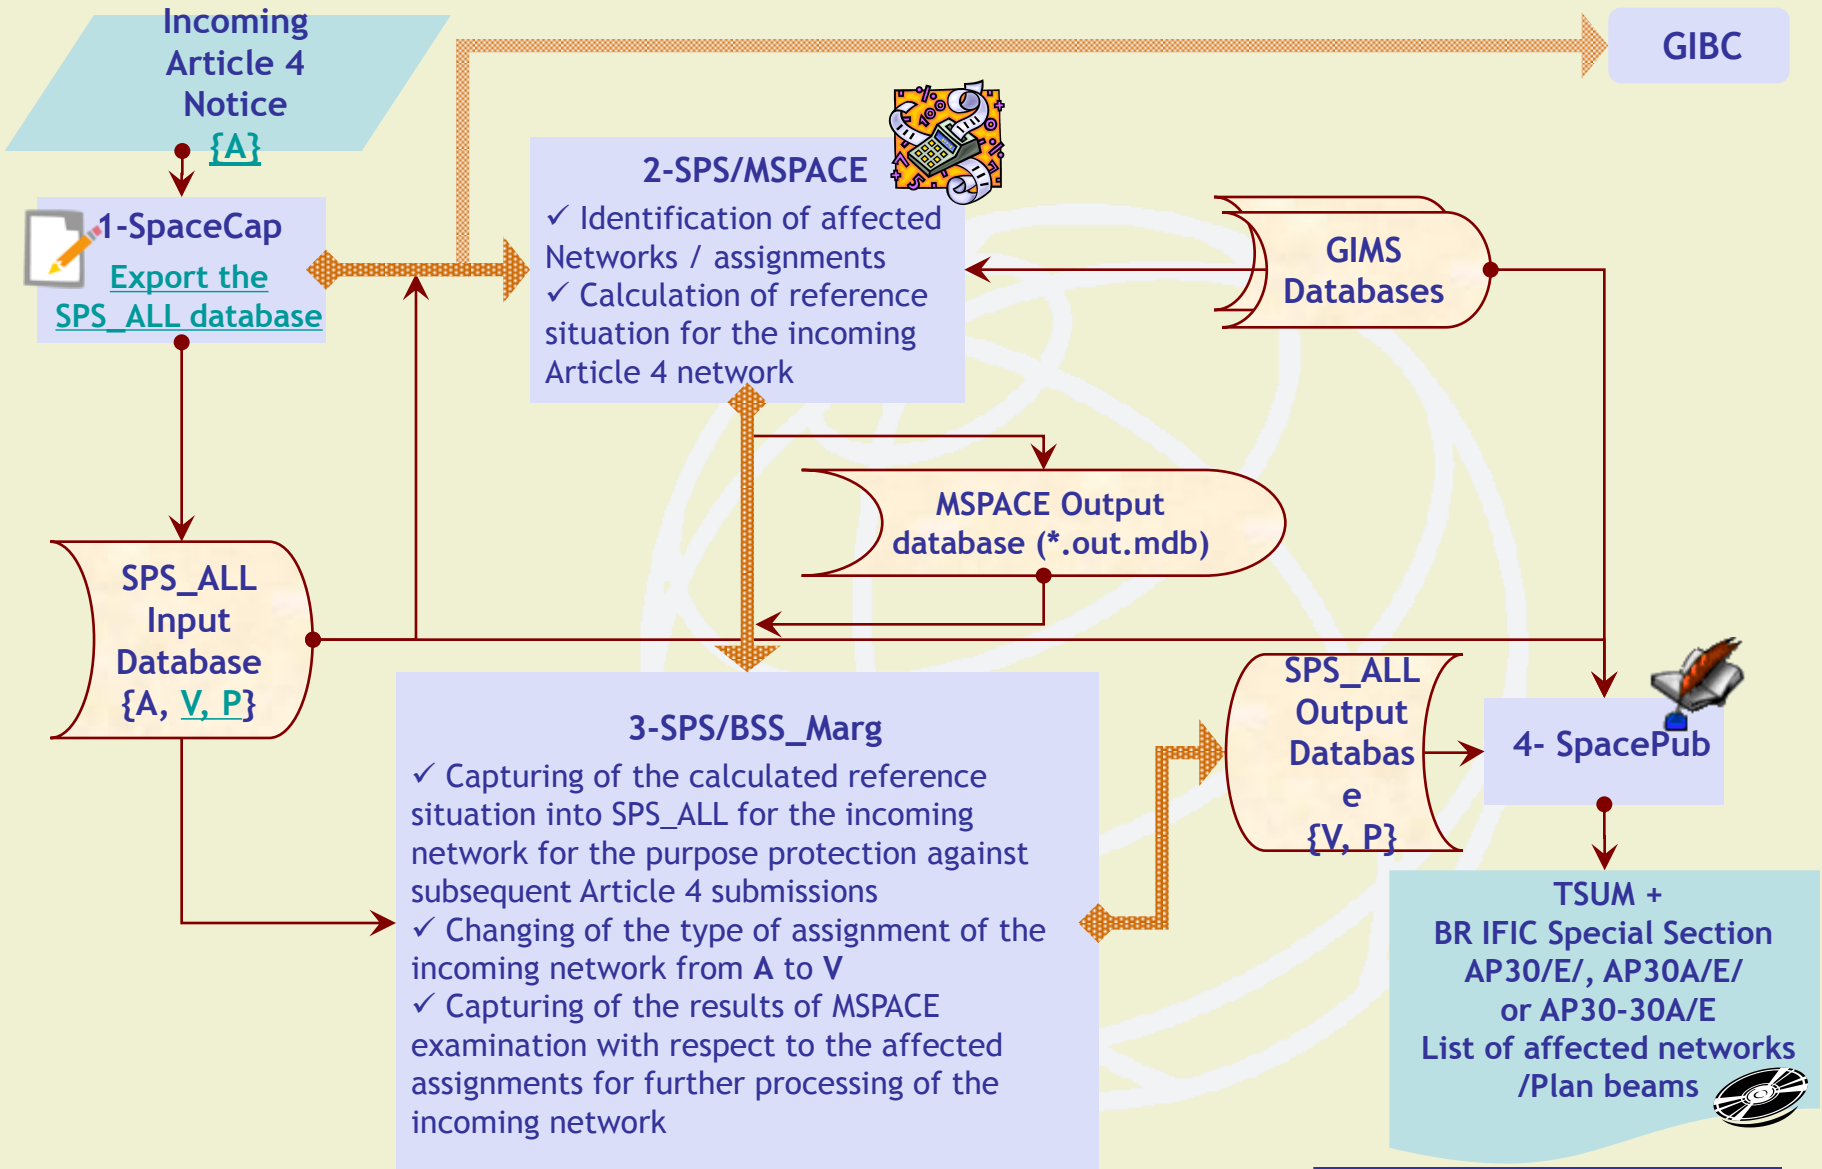 Incoming
Article 4
Notice
{A}
GIBC
1-SpaceCap
Export the
SPS_ALL database
2-SPS/MSPACE
✓ Identification of affected
Networks / assignments
✓ Calculation of reference
situation for the incoming
Article 4 network
GIMS
Databases
MSPACE Output
database (*.out.mdb)
SPS_ALL
Input
Database
{A, V, P}
3-SPS/BSS_Marg
✓ Capturing of the calculated reference
situation into SPS_ALL for the incoming
network for the purpose protection against
subsequent Article 4 submissions
✓ Changing of the type of assignment of the
incoming network from A to V
✓ Capturing of the results of MSPACE
examination with respect to the affected
assignments for further processing of the
incoming network
SPS_ALL
Output
Databas
e
{V, P}
4- SpacePub
TSUM +
BR IFIC Special Section
AP30/E/, AP30A/E/
or AP30-30A/E
List of affected networks
/Plan beams